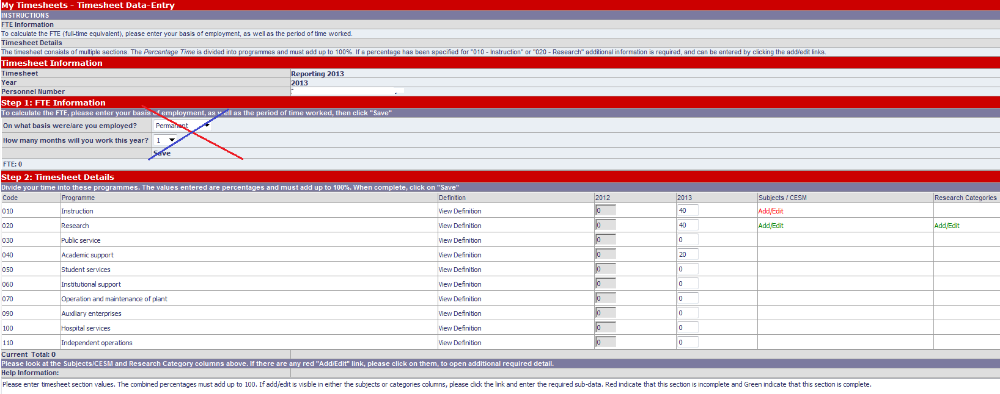 My Timesheets - Timesheet Data-Entry
INSTRUCTIONS
FTE Information
To calculate the FTE (full-time equivalent), please enter your basis of employment, as well as the period of time worked.
Timesheet Details
The timesheet consists of multiple sections. The Percentage Time is divided into programmes and must add up to 100%. If a percentage has been specified for "010 - Instruction" or "020 - Research" additional information is required, and can be entered by clicking the add/edit links.
Timesheet Information
Timesheet Reporting 2013
Year 2013
Personnel Number
Step 1: FTE Information
To calculate the FTE, please enter your basis of employment, as well as the period of time worked, then click "Save"
On what basis were/are you employed? Permanent
How many months will you work this year? 1
Save
FTE: 0
Step 2: Timesheet Details
Divide your time into these programmes. The values entered are percentages and must add up to 100%. When complete, click on "Save"
Code Programme Definition 2012 2013 Subjects / CESM Research Categories
010 Instruction View Definition 0 40 Add/Edit
020 Research View Definition 0 40 Add/Edit Add/Edit
030 Public service View Definition 0 0
040 Academic support View Definition 0 20
050 Student services View Definition 0 0
060 Institutional support View Definition 0 0
070 Operation and maintenance of plant View Definition 0 0
090 Auxiliary enterprises View Definition 0 0
100 Hospital services View Definition 0 0
110 Independent operations View Definition 0 0
Current Total: 0
Please look at the Subjects/CESM and Research Category columns above. If there are any red "Add/Edit" link, please click on them, to open additional required detail.
Help Information:
Please enter timesheet section values. The combined percentages must add up to 100. If add/edit is visible in either the subjects or categories columns, please click the link and enter the required sub-data. Red indicate that this section is incomplete and Green indicate that this section is complete.